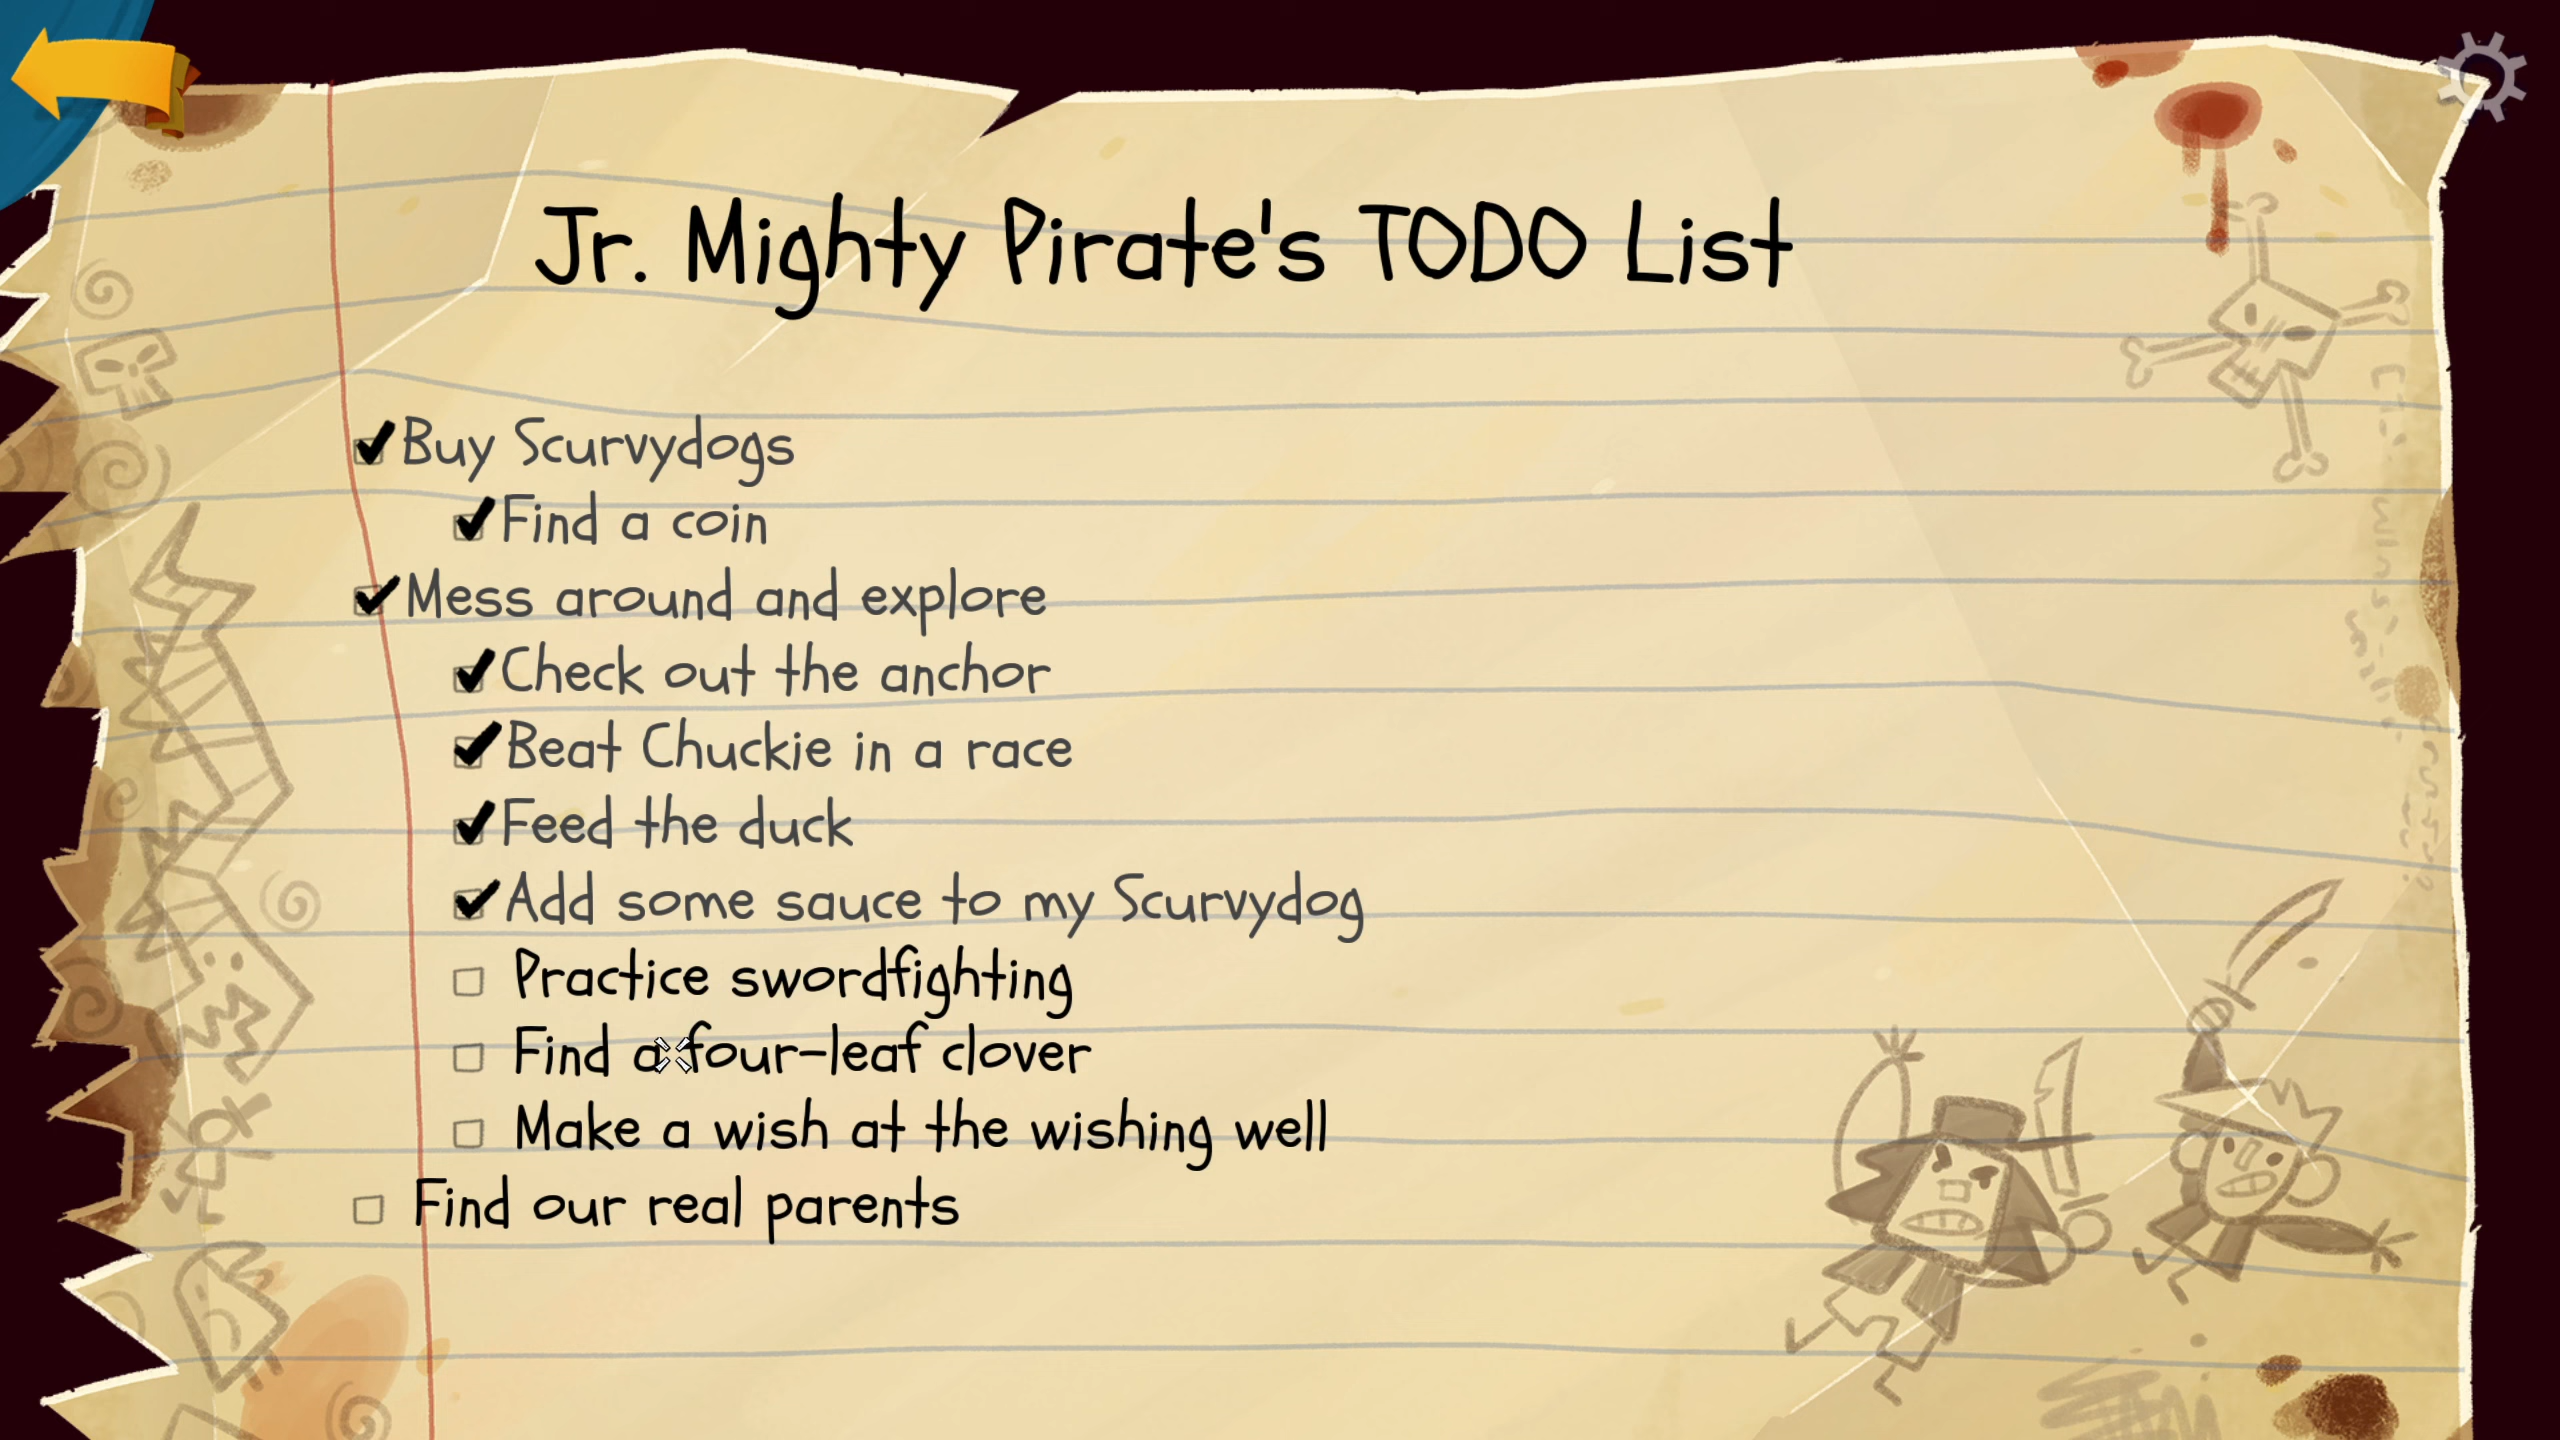 Jr. Mighty Pirate's TODO List
Buy Scurvydogs
Find a coin
Mess around and explore
Check out the anchor
Beat Chuckie in a race
Feed the duck
Add some sauce to my Scurvydog
Practice swordfighting
Find a four-leaf clover
Make a wish at the wishing well
Find our real parents